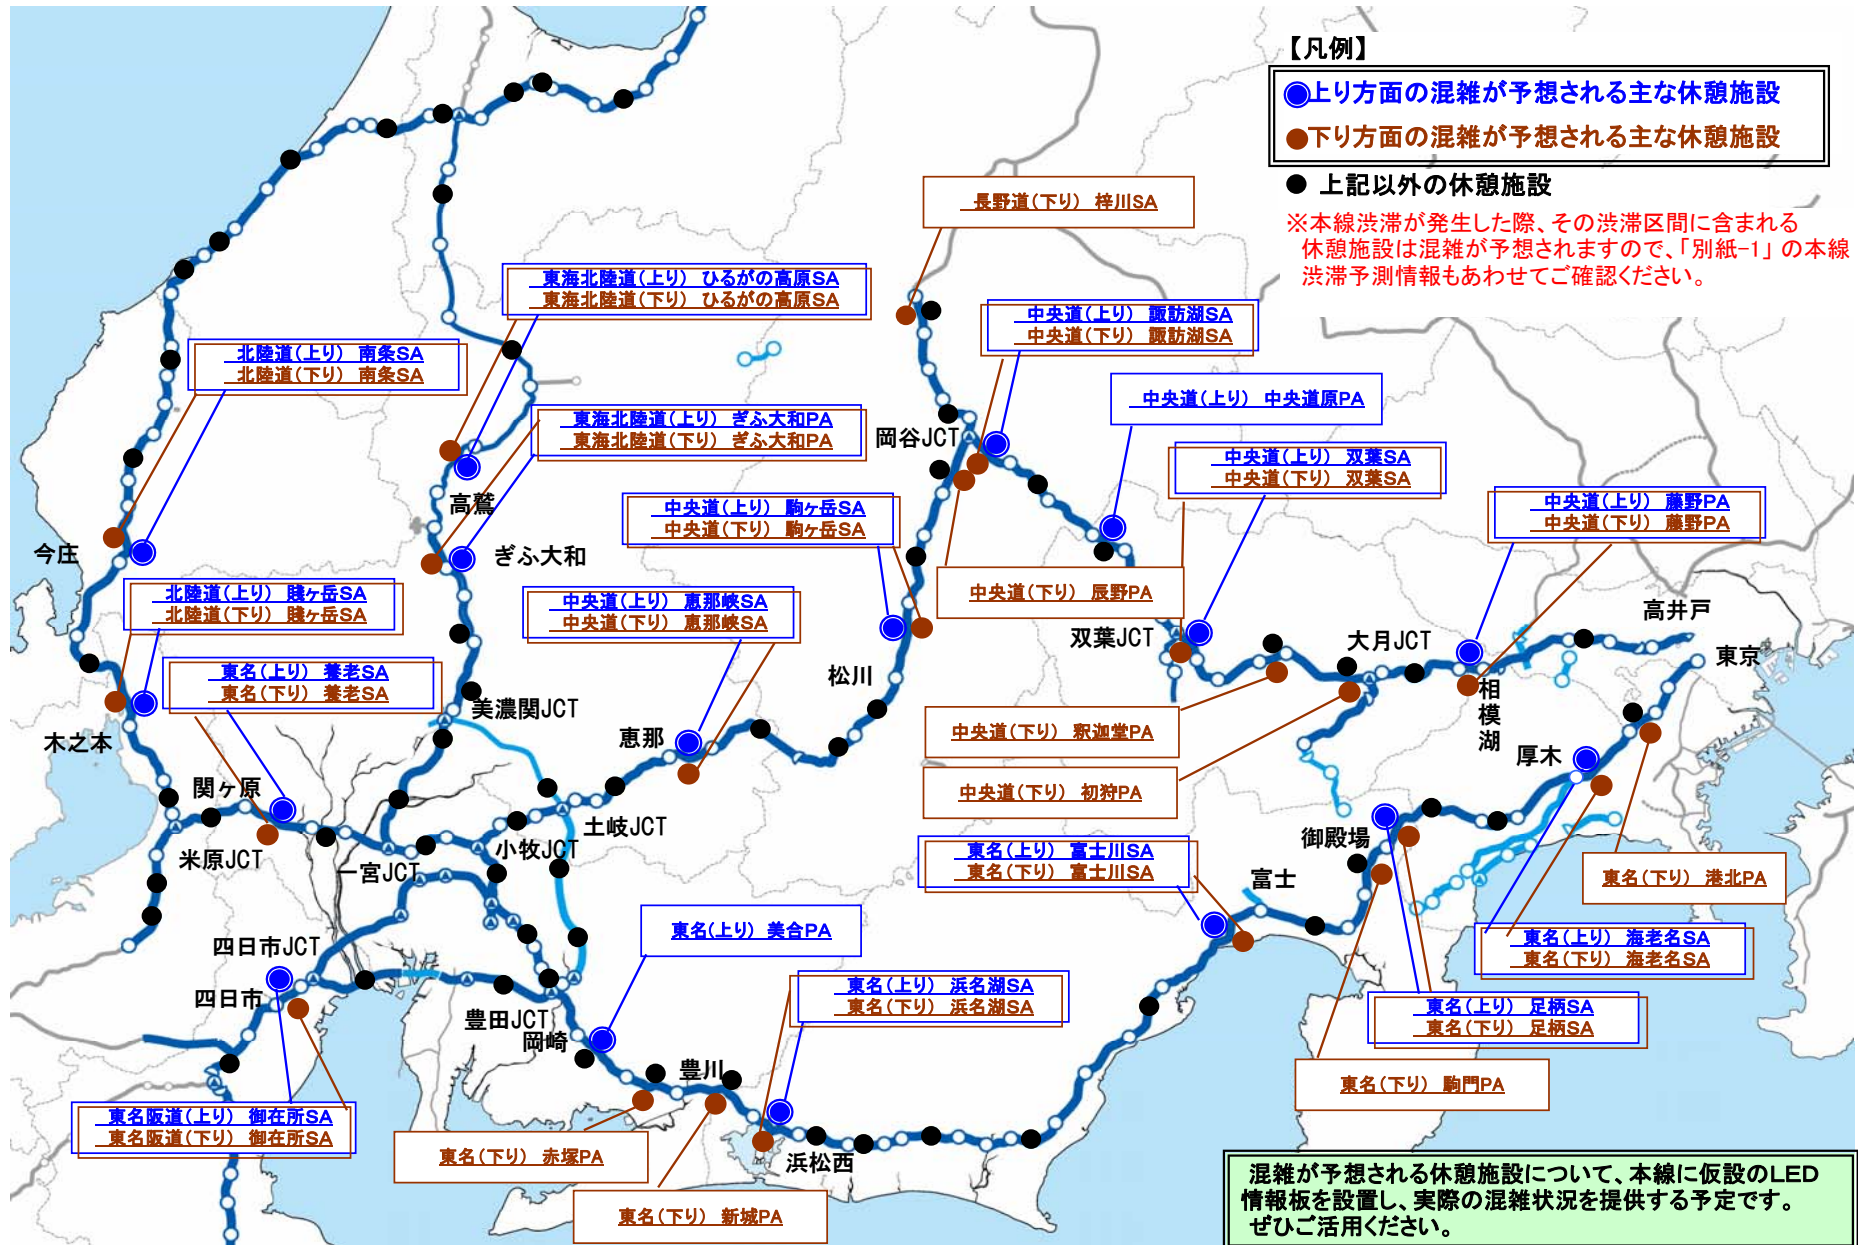 【凡例】
上り方面の混雑が予想される主な休憩施設
下り方面の混雑が予想される主な休憩施設
上記以外の休憩施設
※本線渋滞が発生した際、その渋滞区間に含まれる
休憩施設は混雑が予想されますので、「別紙-1」の本線
渋滞予測情報もあわせてご確認ください。
長野道(下り) 梓川SA
東海北陸道(上り) ひるがの高原SA
東海北陸道(下り) ひるがの高原SA
中央道(上り) 諏訪湖SA
中央道(下り) 諏訪湖SA
北陸道(上り) 南条SA
北陸道(下り) 南条SA
中央道(上り) 中央道原PA
東海北陸道(上り) ぎふ大和PA
東海北陸道(下り) ぎふ大和PA
岡谷JCT
中央道(上り) 双葉SA
中央道(下り) 双葉SA
高鷲
中央道(上り) 駒ヶ岳SA
中央道(下り) 駒ヶ岳SA
中央道(上り) 藤野PA
中央道(下り) 藤野PA
今庄
ぎふ大和
北陸道(上り) 賤ヶ岳SA
北陸道(下り) 賤ヶ岳SA
中央道(上り) 恵那峡SA
中央道(下り) 恵那峡SA
中央道(下り) 辰野PA
高井戸
双葉JCT
大月JCT
東京
東名(上り) 養老SA
東名(下り) 養老SA
松川
相模湖
美濃関JCT
木之本
恵那
中央道(下り) 釈迦堂PA
厚木
関ヶ原
中央道(下り) 初狩PA
土岐JCT
御殿場
米原JCT
一宮JCT
小牧JCT
東名(上り) 富士川SA
東名(下り) 富士川SA
富士
東名(下り) 港北PA
東名(上り) 美合PA
東名(上り) 海老名SA
東名(下り) 海老名SA
四日市JCT
四日市
東名(上り) 浜名湖SA
東名(下り) 浜名湖SA
東名(上り) 足柄SA
東名(下り) 足柄SA
豊田JCT
岡崎
豊川
東名(下り) 駒門PA
東名阪道(上り) 御在所SA
東名阪道(下り) 御在所SA
東名(下り) 赤塚PA
浜松西
東名(下り) 新城PA
混雑が予想される休憩施設について、本線に仮設のLED
情報板を設置し、実際の混雑状況を提供する予定です。
ぜひご活用ください。